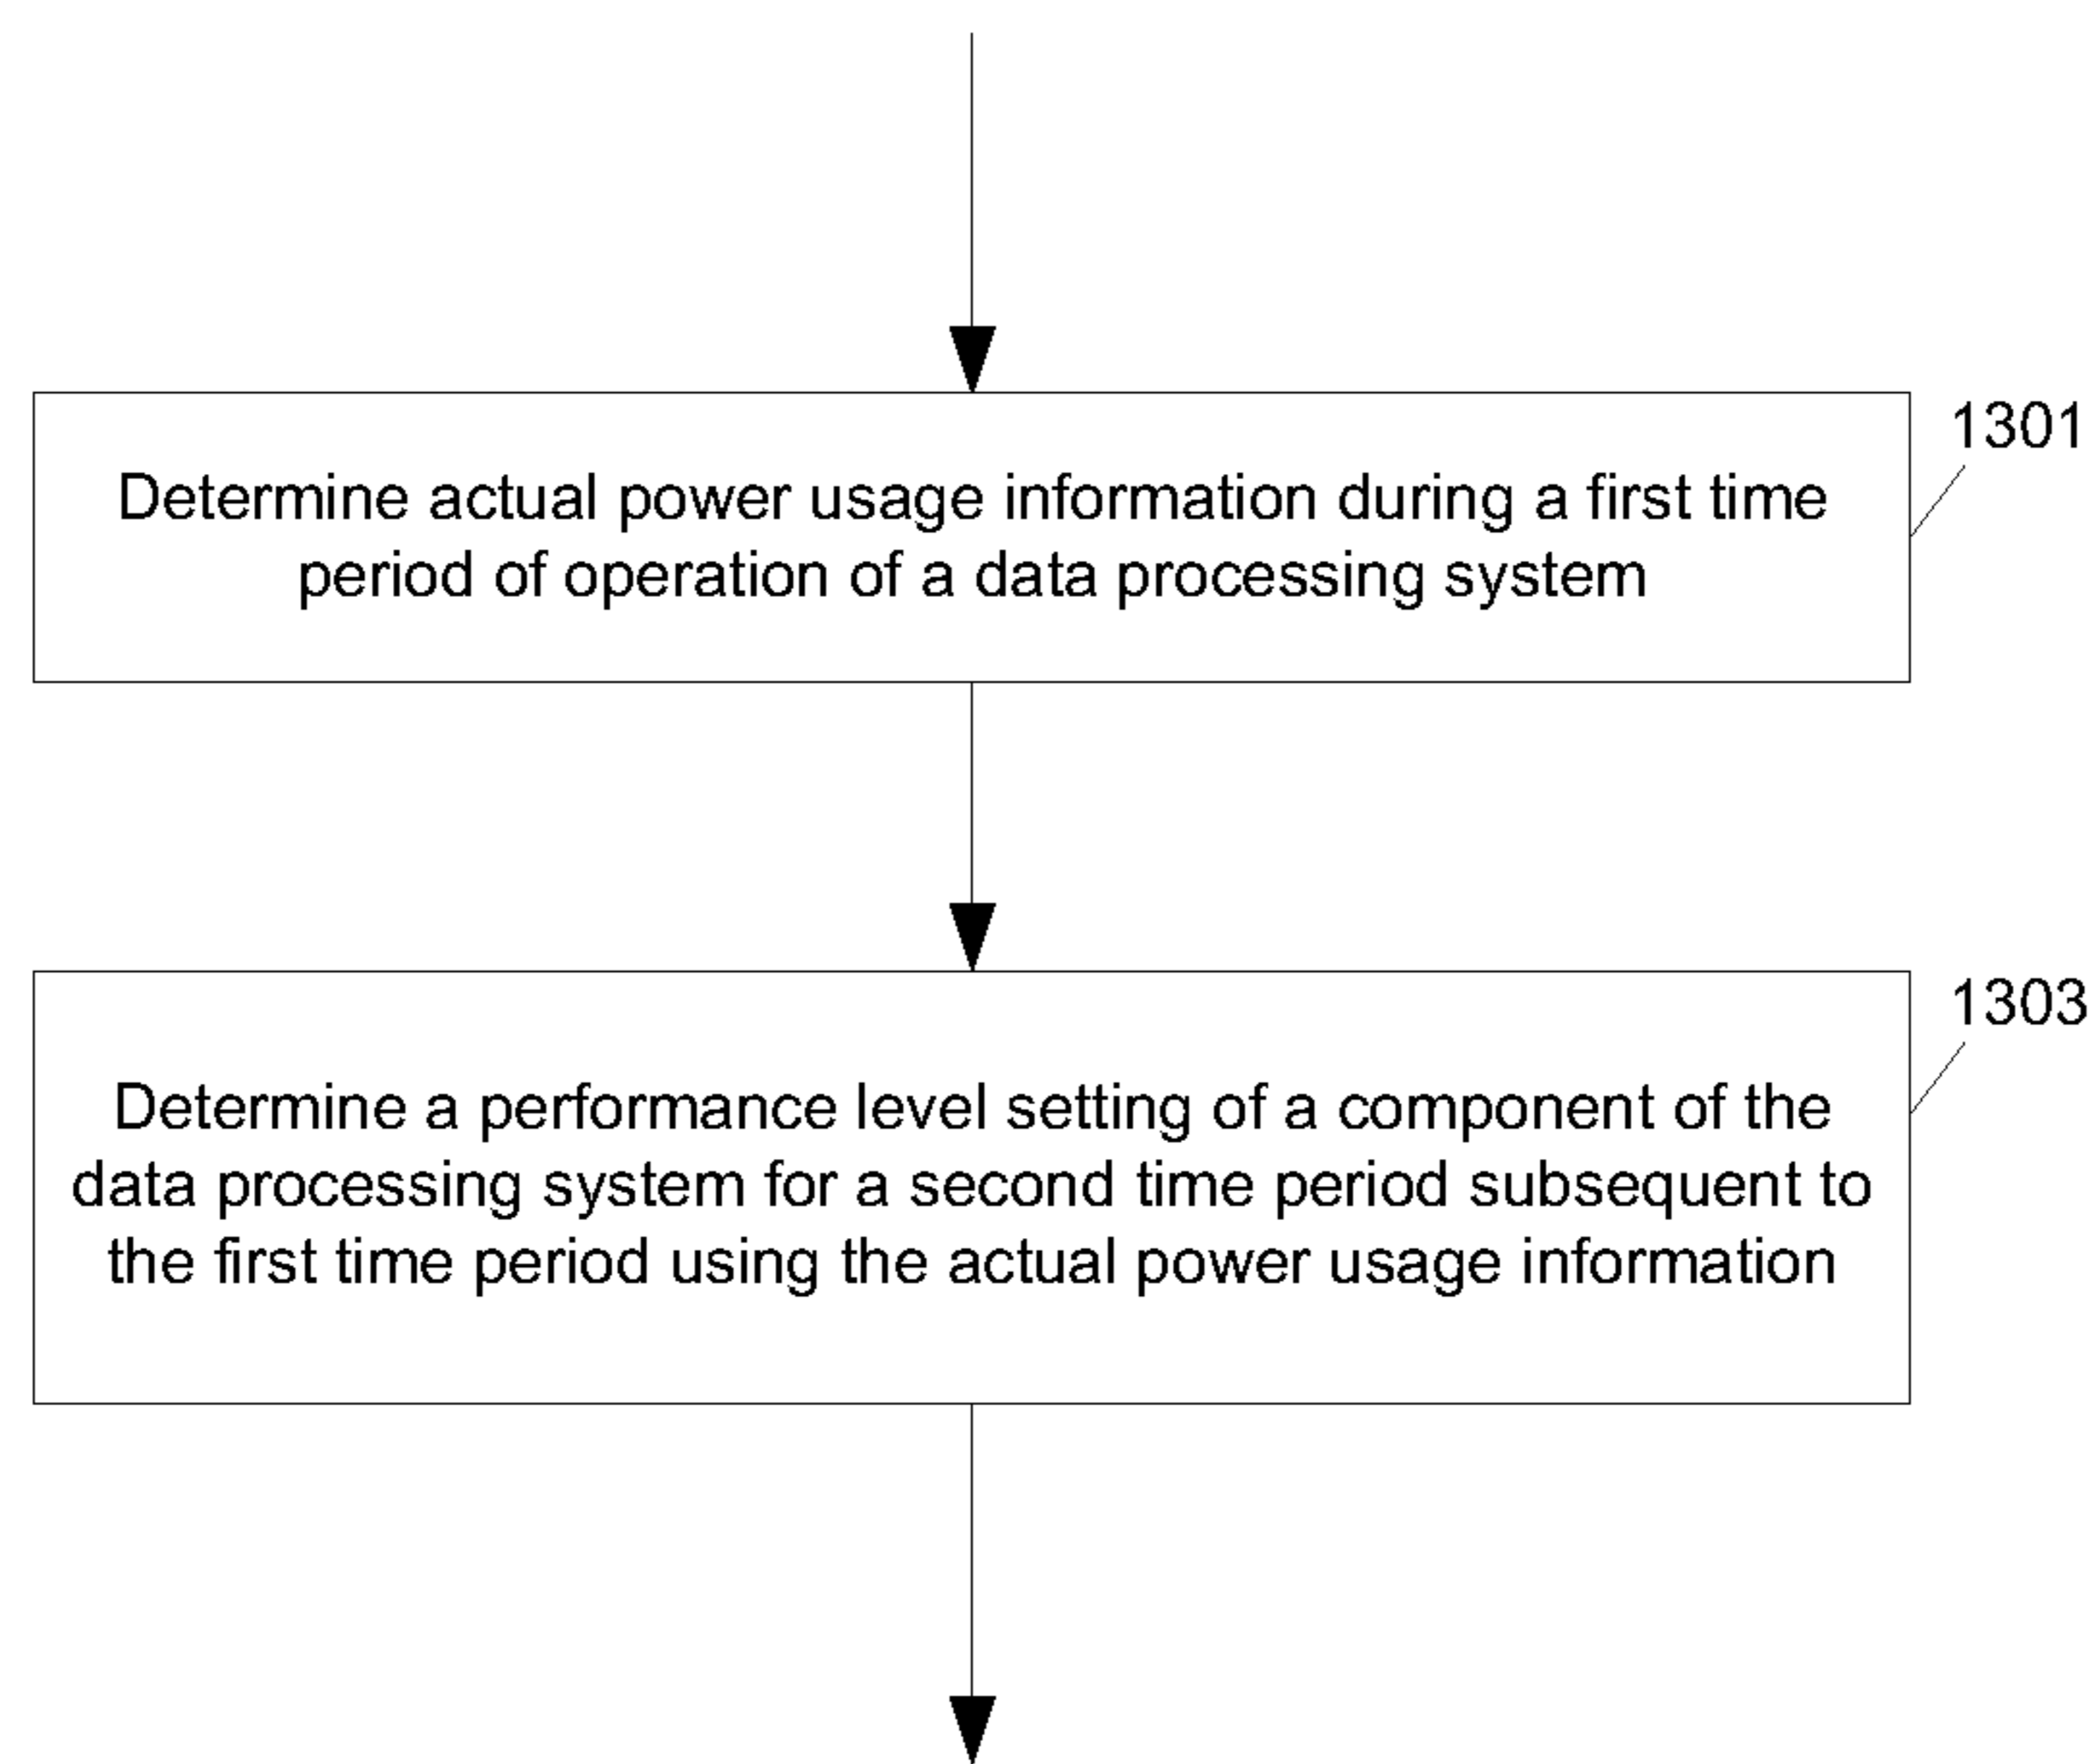 1301
Determine actual power usage information during a first time
period of operation of a data processing system
1303
Determine a performance level setting of a component of the
data processing system for a second time period subsequent to
the first time period using the actual power usage information